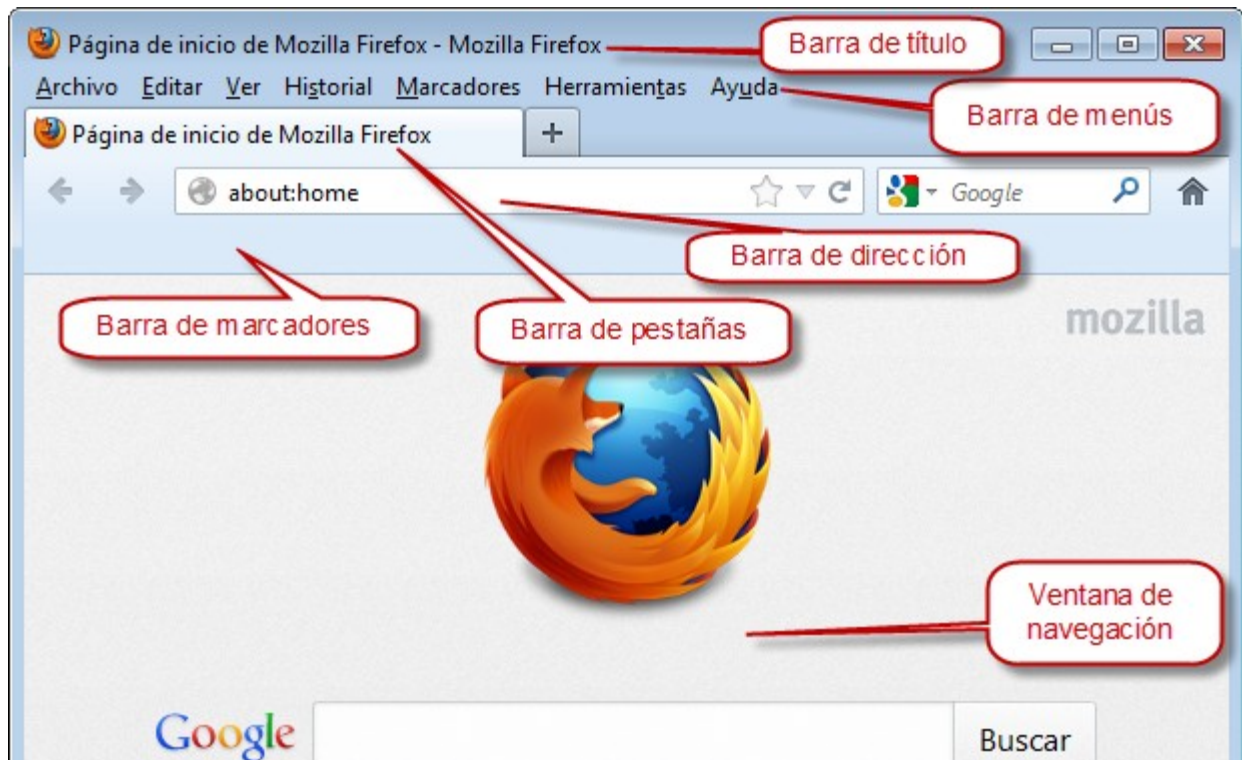 Página de inicio de Mozilla Firefox - Mozilla Firefox
Barra de título
Archivo Editar Ver Historial Marcadores Herramientas Ayuda
Barra de menús
Página de inicio de Mozilla Firefox +
about:home
Google
Barra de dirección
Barra de marcadores
Barra de pestañas
mozilla
Ventana de
navegación
Google
Buscar